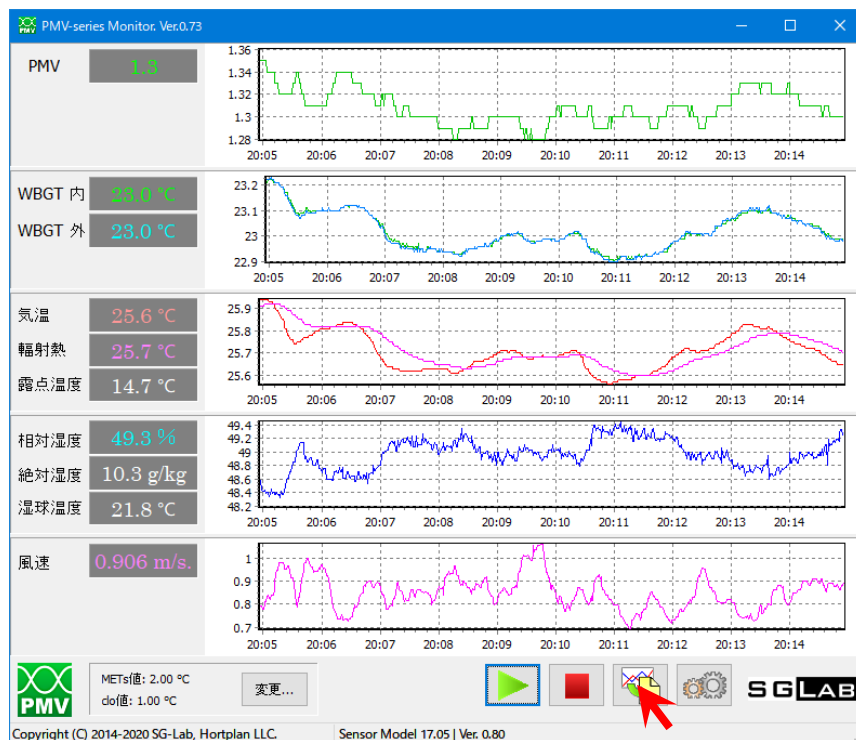 PMV-series Monitor. Ver.0.73
PMV 1.3
1.36
1.34
1.32
1.3
1.28
20:05 20:06 20:07 20:08 20:09 20:10 20:11 20:12 20:13 20:14
WBGT 内 23.0 °C
WBGT 外 23.0 °C
23.2
23.1
23
22.9
20:05 20:06 20:07 20:08 20:09 20:10 20:11 20:12 20:13 20:14
気温 25.6 °C
輻射熱 25.7 °C
露点温度 14.7 °C
25.9
25.8
25.7
25.6
20:05 20:06 20:07 20:08 20:09 20:10 20:11 20:12 20:13 20:14
相対湿度 49.3 %
絶対湿度 10.3 g/kg
湿球温度 21.8 °C
49.4
49.2
49
48.8
48.6
48.4
48.2
20:05 20:06 20:07 20:08 20:09 20:10 20:11 20:12 20:13 20:14
風速 0.906 m/s.
1
0.9
0.8
0.7
20:05 20:06 20:07 20:08 20:09 20:10 20:11 20:12 20:13 20:14
PMV
METs値: 2.00 °C
clo値: 1.00 °C
変更...
SGLAB
Copyright (C) 2014-2020 SG-Lab, Hortplan LLC. Sensor Model 17.05 | Ver. 0.80